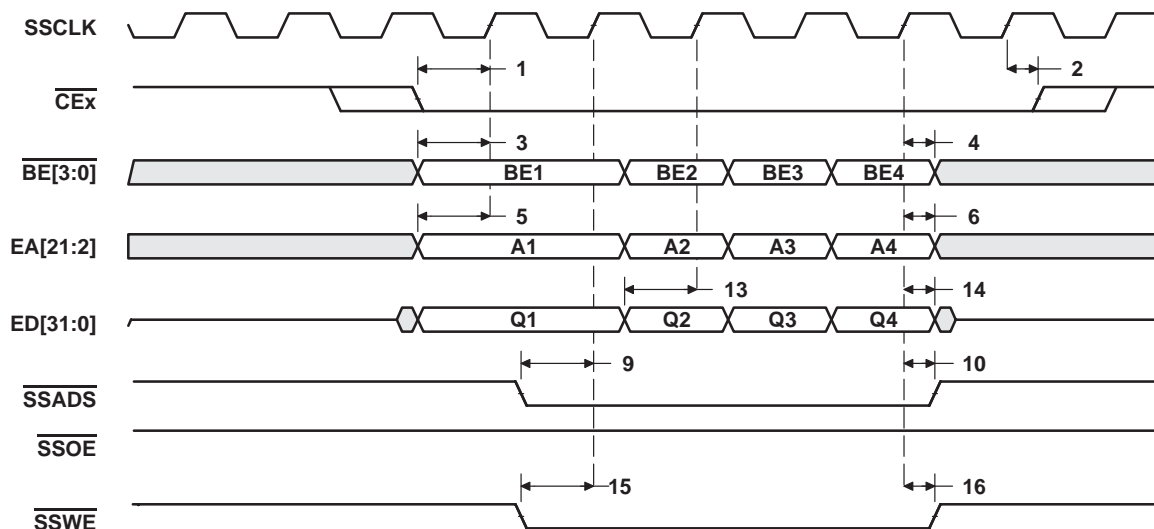 SSCLK
1
2
CEx
3
4
BE[3:0]
BE1
BE2
BE3
BE4
5
6
EA[21:2]
A1
A2
A3
A4
13
14
ED[31:0]
Q1
Q2
Q3
Q4
9
10
SSADS
SSOE
15
16
SSWE